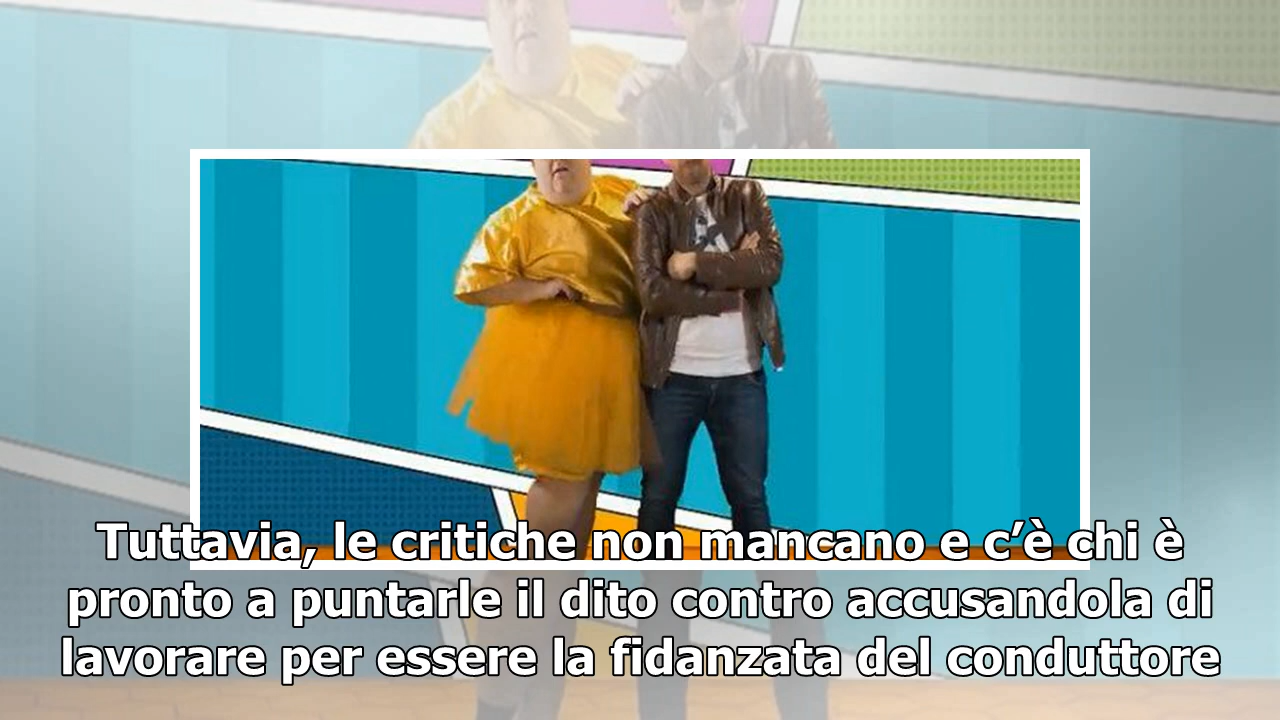 Tuttavia, le critiche non mancano e c’è chi è
pronto a puntarle il dito contro accusandola di
lavorare per essere la fidanzata del conduttore